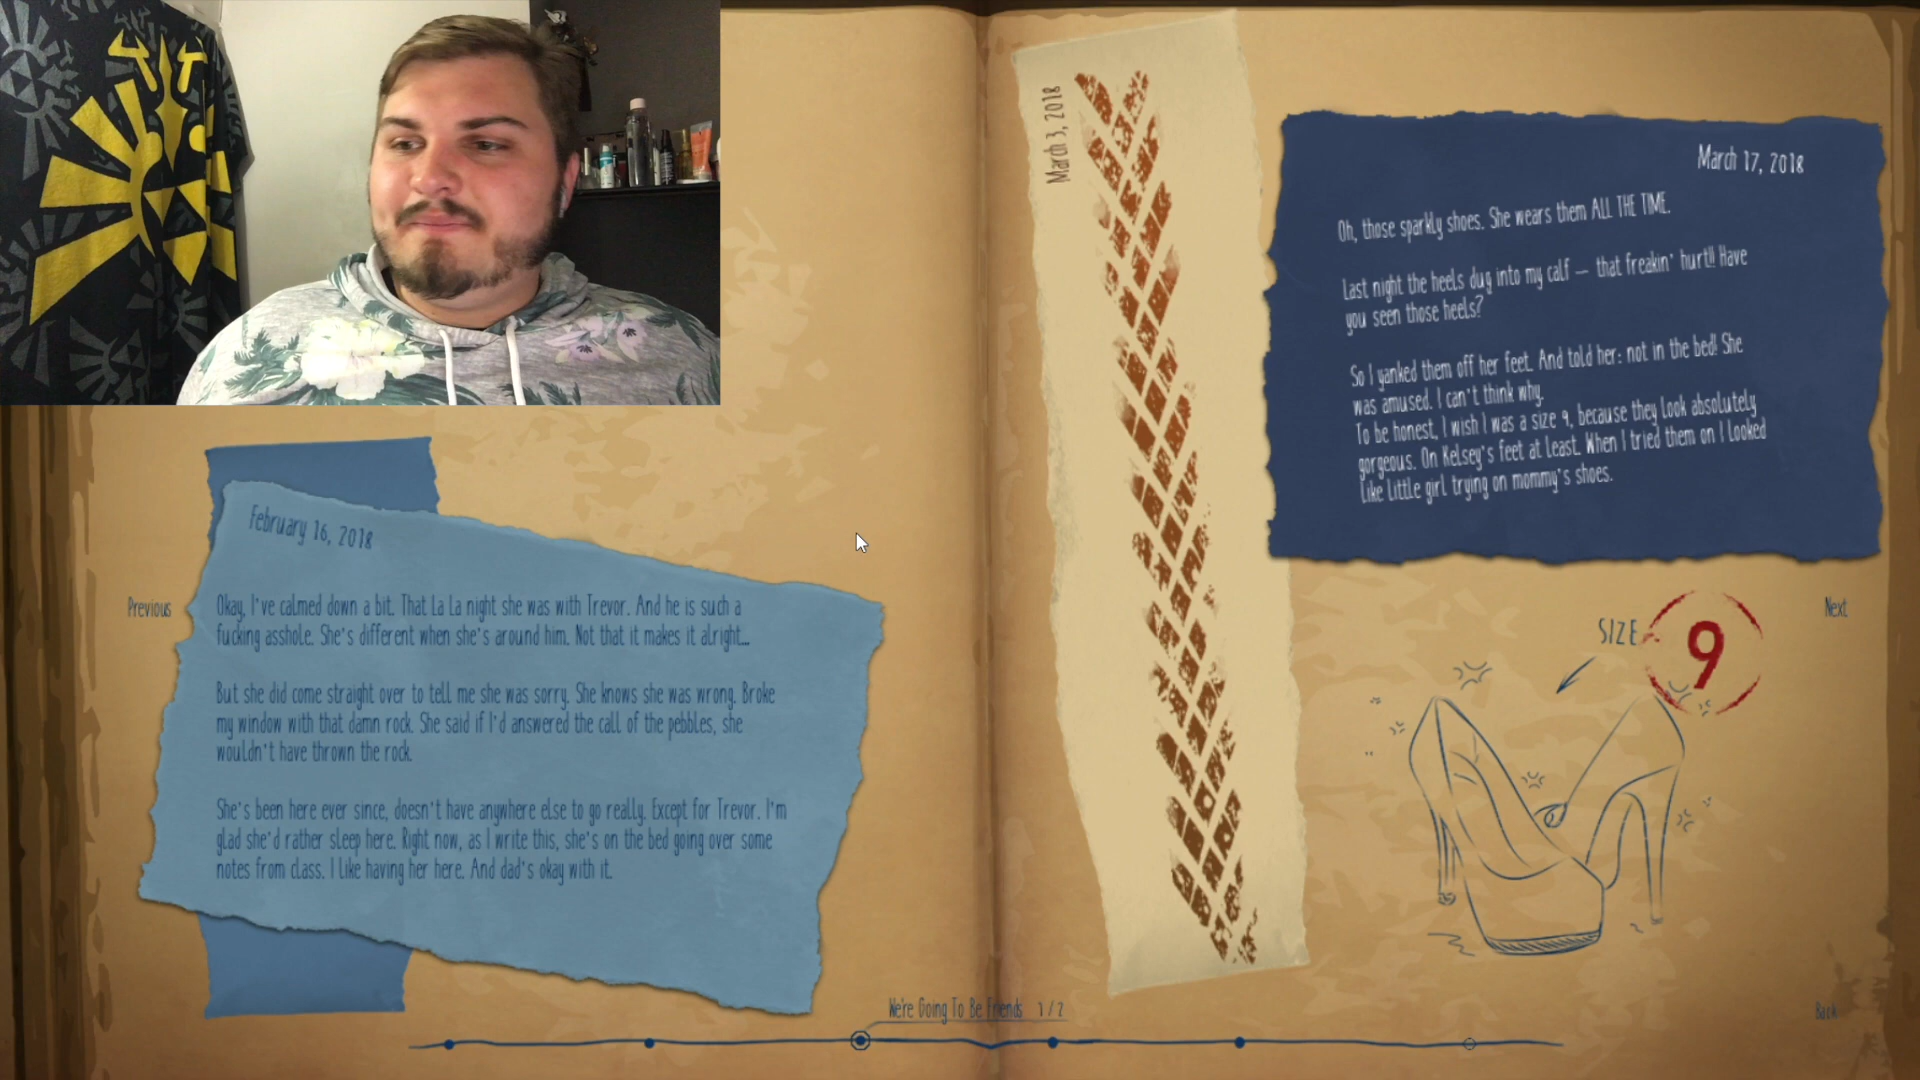 February 16, 2018
Okay, I've calmed down a bit. That La La night she was with Trevor. And he is such a
fucking asshole. She's different when she's around him. Not that it makes it alright...
But she did come straight over to tell me she was sorry. She knows she was wrong. Broke
my window with that damn rock. She said if I'd answered the call of the pebbles, she
wouldn't have thrown the rock.
She's been here ever since, doesn't have anywhere else to go really. Except for Trevor. I'm
glad she'd rather sleep here. Right now, as I write this, she's on the bed going over some
notes from class. I like having her here. And dad's okay with it.
Previous
March 3, 2018
March 17, 2018
Oh, those sparkly shoes. She wears them ALL THE TIME.
Last night the heels dug into my calf – that freakin' hurt!! Have
you seen those heels?
So I yanked them off her feet. And told her: not in the bed! She
was amused. I can't think why.
To be honest, I wish I was a size 9, because they look absolutely
gorgeous. On Kelsey's feet at least. When I tried them on I looked
like little girl trying on mommy's shoes.
SIZE 9
Next
We're Going To Be Friends 1/2
Back